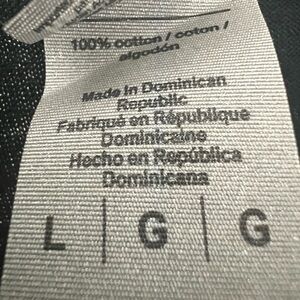 100% cotton / coton /
algodón
Made in Dominican
Republic
Fabriqué en République
Dominicaine
Hecho en República
Dominicana
L | G | G